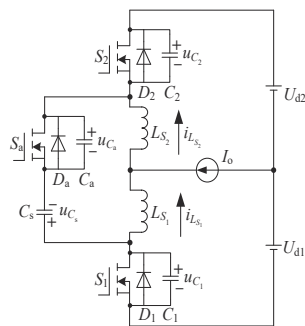 S2
D2 C2
+
−
uC2
Ud2
Sa
Da Ca
−
+
uCa
LS2
iLS2
Io
Cs
−
+
uCs
LS1
iLS1
Ud1
S1
D1 C1
+
−
uC1